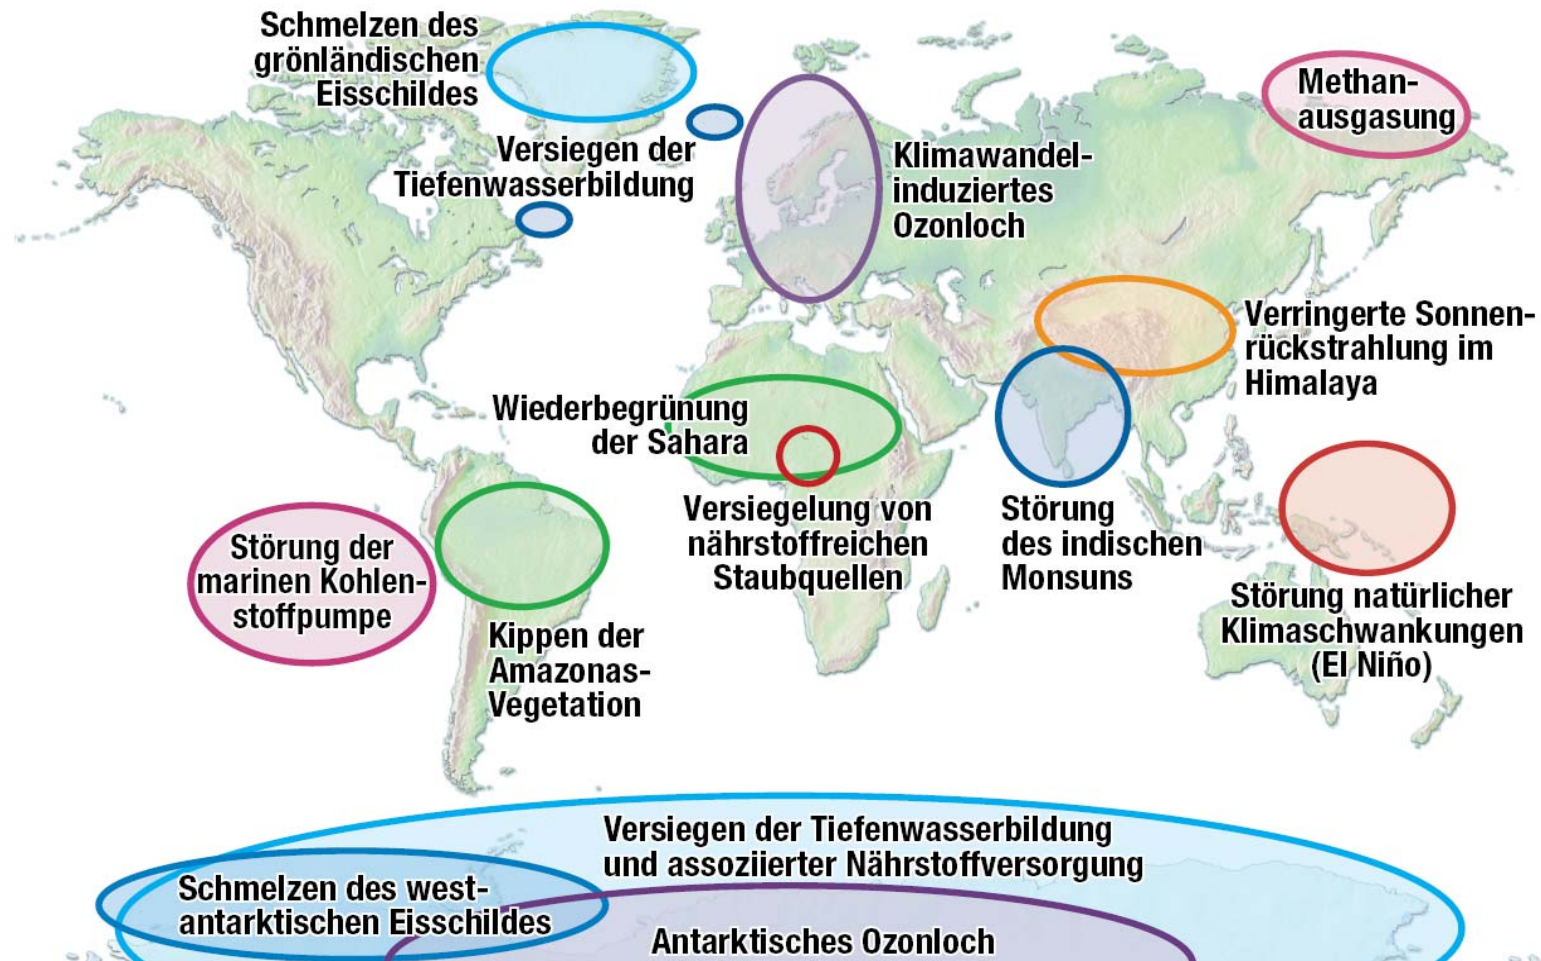 Schmelzen des
grönländischen
Eisschildes
Methan-
ausgasung
Versiegen der
Tiefenwasserbildung
Klimawandel-
induziertes
Ozonloch
Verringerte Sonnen-
rückstrahlung im
Himalaya
Wiederbegrünung
der Sahara
Versiegelung von
nährstoffreichen
Staubquellen
Störung
des indischen
Monsuns
Störung der
marinen Kohlen-
stoffpumpe
Störung natürlicher
Klimaschwankungen
(El Niño)
Kippen der
Amazonas-
Vegetation
Versiegen der Tiefenwasserbildung
und assoziierter Nährstoffversorgung
Schmelzen des west-
antarktischen Eisschildes
Antarktisches Ozonloch